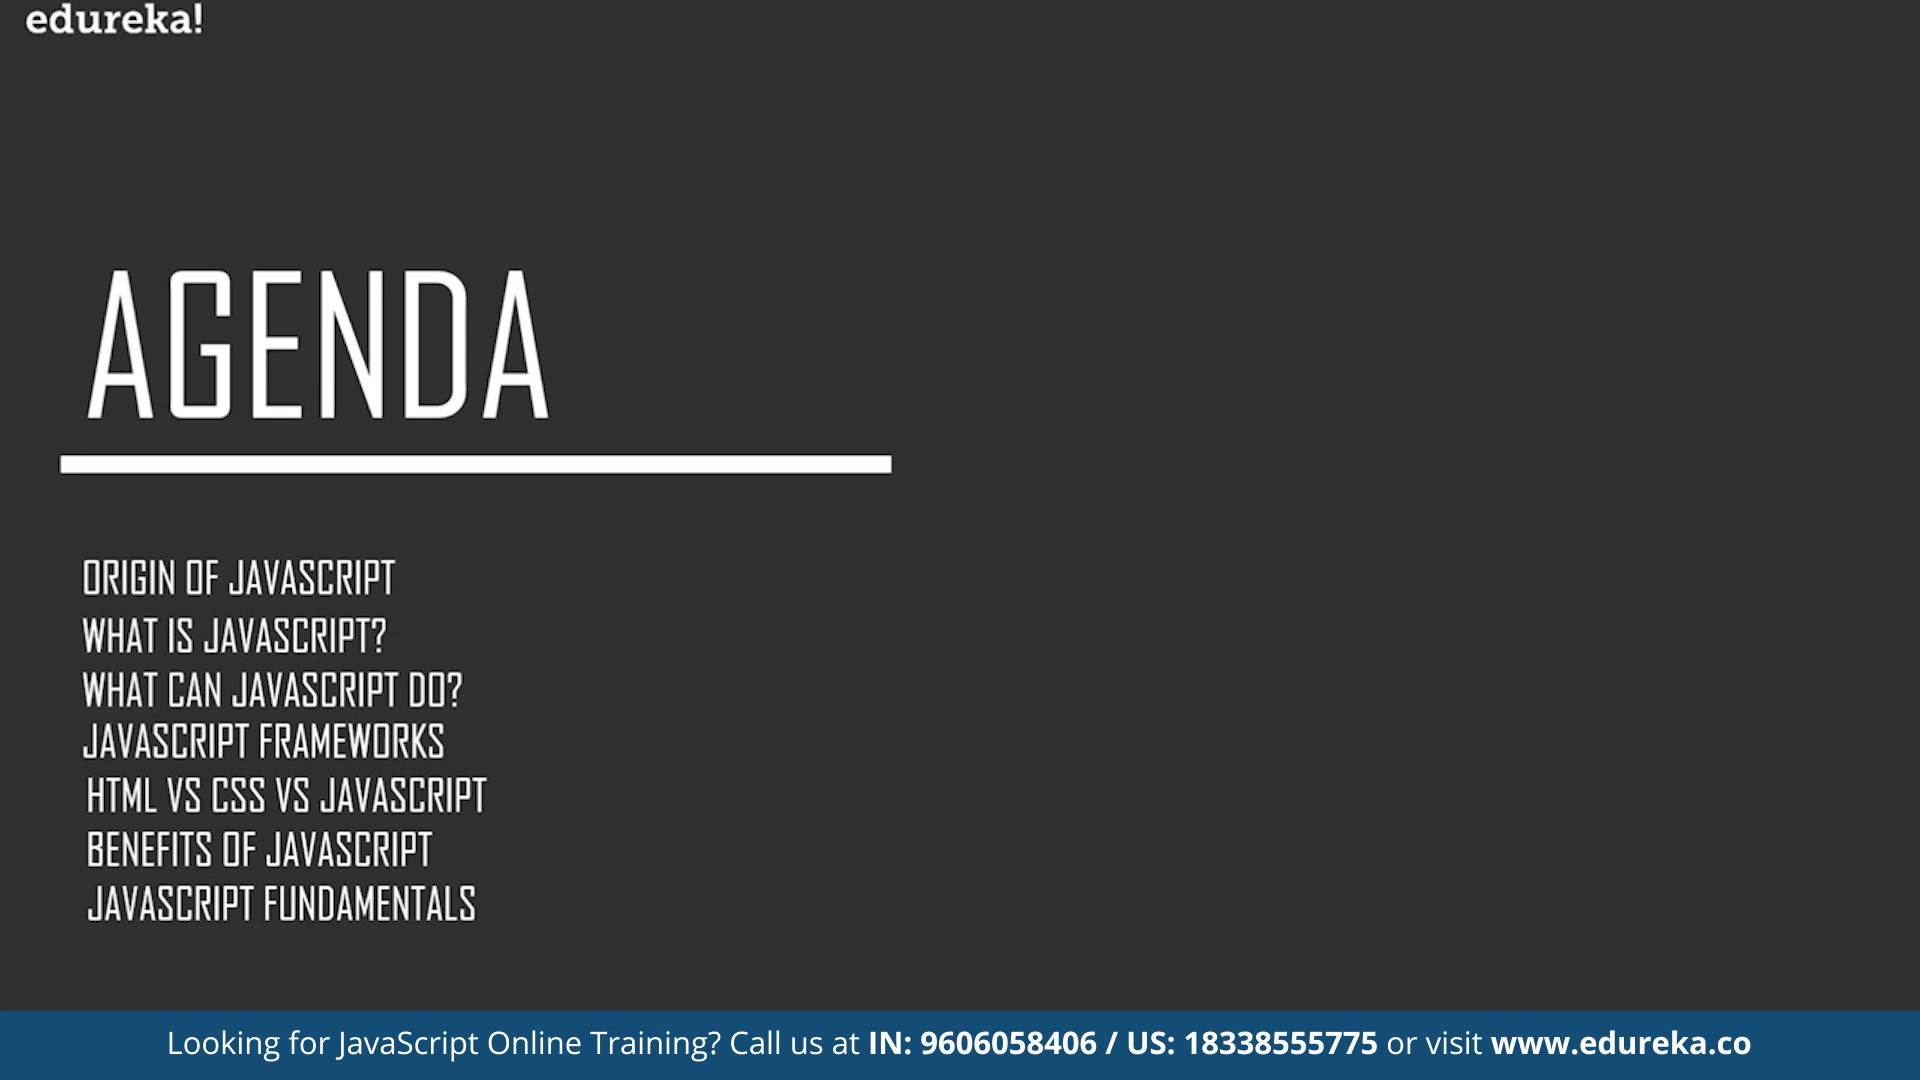 edureka!
AGENDA
ORIGIN OF JAVASCRIPT
WHAT IS JAVASCRIPT?
WHAT CAN JAVASCRIPT DO?
JAVASCRIPT FRAMEWORKS
HTML VS CSS VS JAVASCRIPT
BENEFITS OF JAVASCRIPT
JAVASCRIPT FUNDAMENTALS
Looking for JavaScript Online Training? Call us at IN: 9606058406 / US: 18338555775 or visit www.edureka.co